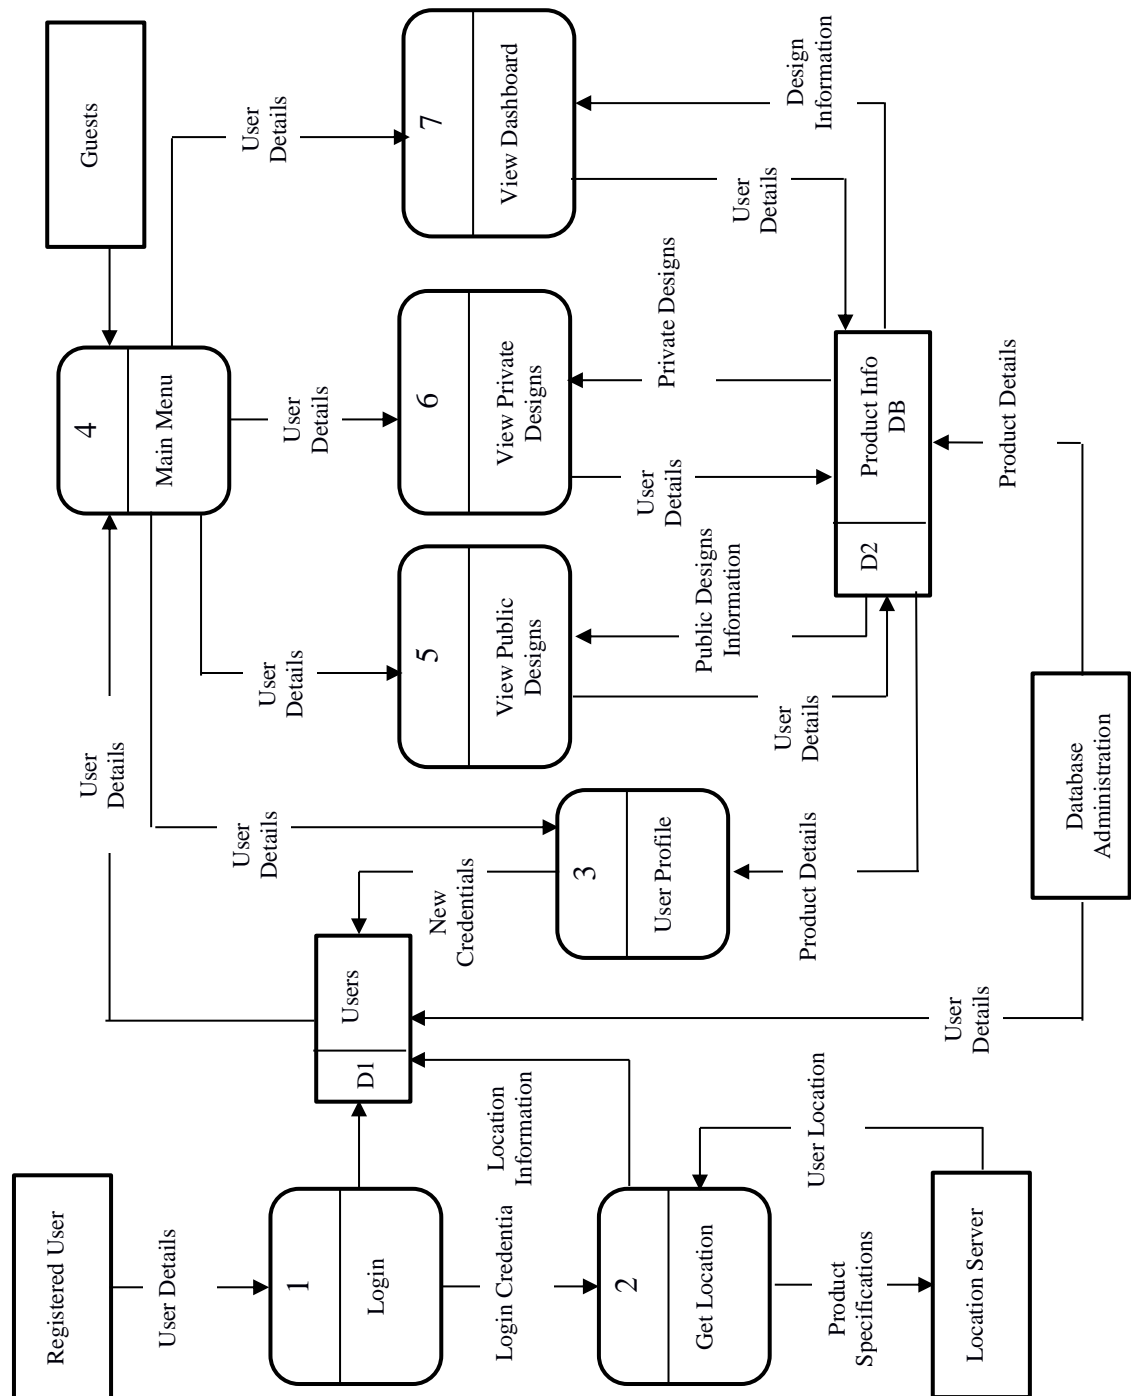 Registered User
4
Main Menu
Guests
User
Details
User Details
User
Details
User
Details
User
Details
User
Details
1
Login
D1
Users
New
Credentials
5
View Public
Designs
6
View Private
Designs
7
View Dashboard
Login Credentia
Location
Information
3
User Profile
2
Get Location
User
Details
Public Designs
Information
User
Details
Private Designs
User
Details
Design
Information
Product
Specifications
User Location
Product Details
D2
Product Info
DB
Location Server
User
Details
Product Details
Database
Administration